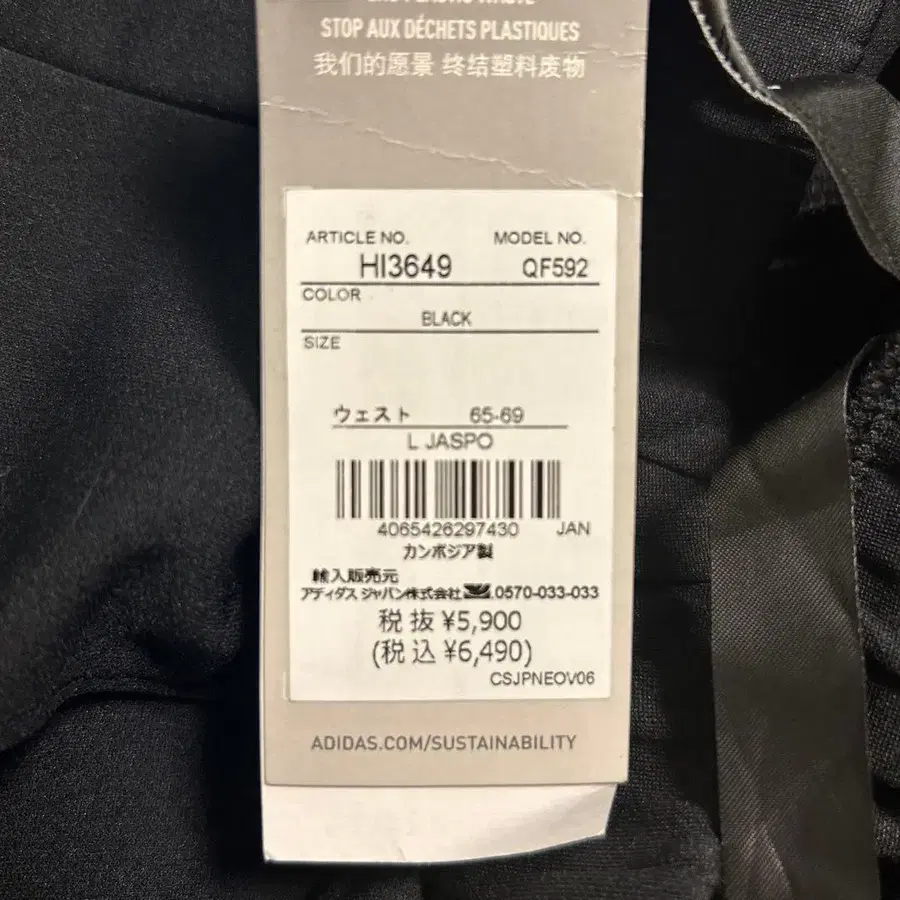 STOP AUX DÉCHETS PLASTIQUES
我们的愿景 终结塑料废物
ARTICLE NO. MODEL NO.
HI3649 QF592
COLOR
BLACK
SIZE
ウェスト 65-69
L JASPO
4065426297430 JAN
カンボジア製
輸入販売元
アディダス ジャパン株式会社 0570-033-033
税 抜 ¥5,900
(税 込 ¥6,490)
CSJPNEOV06
ADIDAS.COM/SUSTAINABILITY